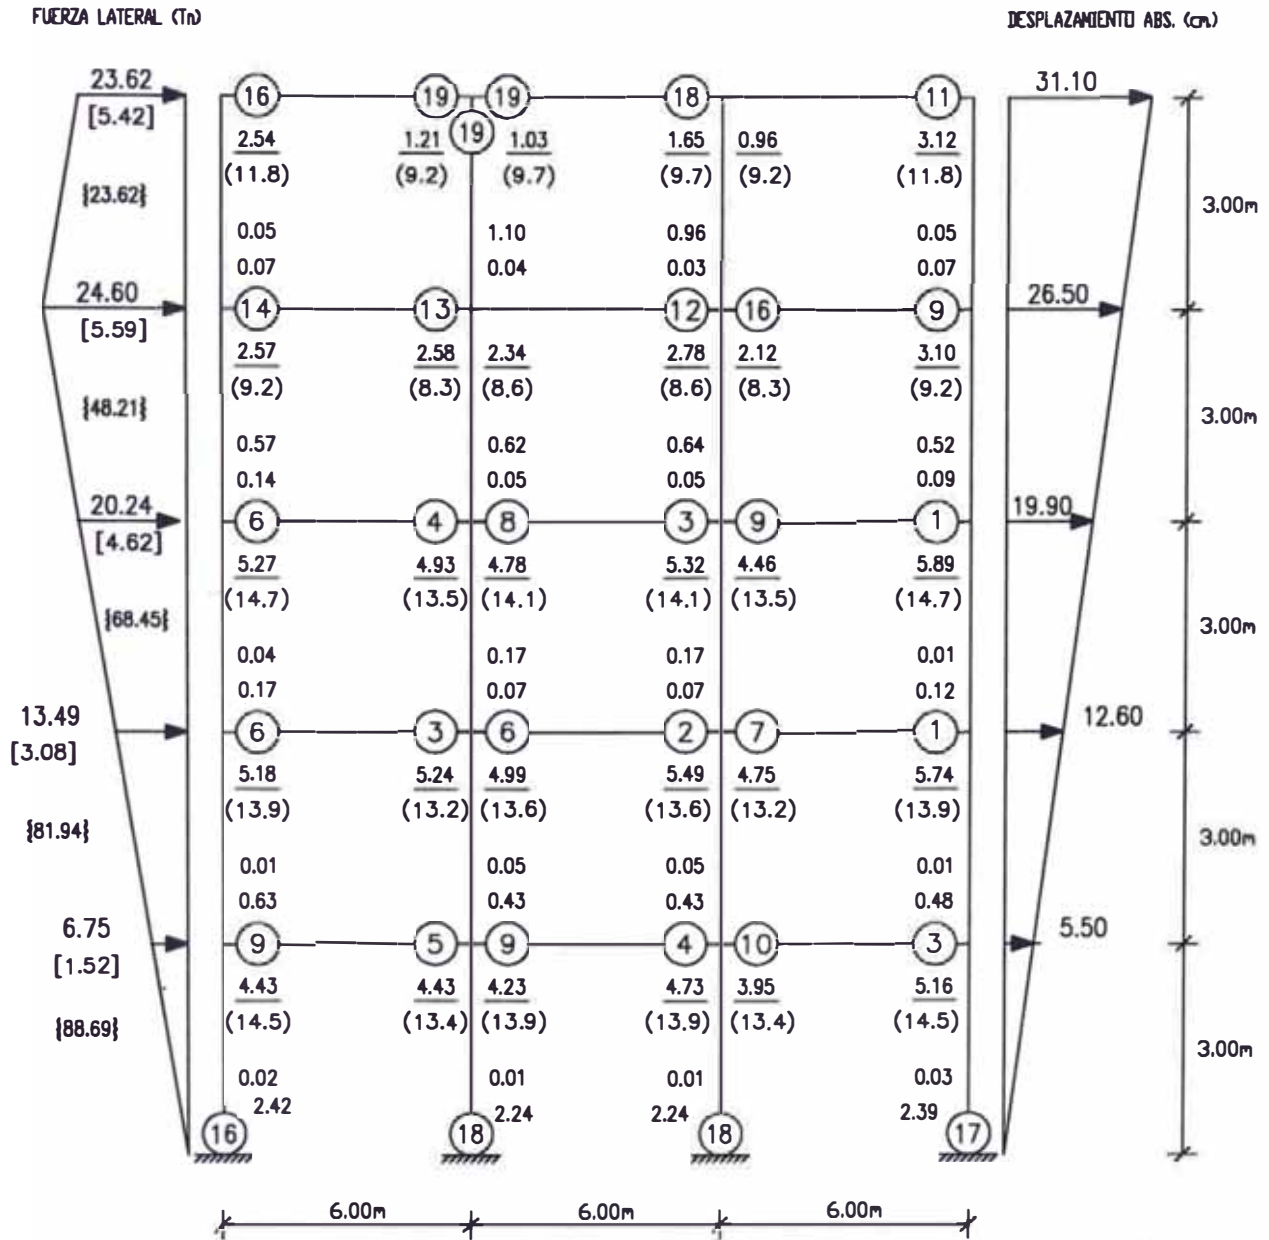 FUERZA LATERAL (Tn) DESPLAZAMIENTO ABS. (cm.)
23.62 16 19 19 18 11 31.10
[5.42] 19
2.54 1.21 1.03 1.65 0.96 3.12
(11.8) (9.2) (9.7) (9.7) (9.2) (11.8)
{23.62} 3.00m
0.05 1.10 0.96 0.05
0.07 0.04 0.03 0.07
24.60 14 13 12 16 9 26.50
[5.59]
2.57 2.58 2.34 2.78 2.12 3.10
(9.2) (8.3) (8.6) (8.6) (8.3) (9.2)
{48.21} 3.00m
0.57 0.62 0.64 0.52
0.14 0.05 0.05 0.09
20.24 6 4 8 3 9 1 19.90
[4.62]
5.27 4.93 4.78 5.32 4.46 5.89
(14.7) (13.5) (14.1) (14.1) (13.5) (14.7)
{68.45} 3.00m
0.04 0.17 0.17 0.01
0.17 0.07 0.07 0.12
13.49 6 3 6 2 7 1 12.60
[3.08]
5.18 5.24 4.99 5.49 4.75 5.74
(13.9) (13.2) (13.6) (13.6) (13.2) (13.9)
{81.94} 3.00m
0.01 0.05 0.05 0.01
0.63 0.43 0.43 0.48
6.75 9 5 9 4 10 3 5.50
[1.52]
4.43 4.43 4.23 4.73 3.95 5.16
(14.5) (13.4) (13.9) (13.9) (13.4) (14.5)
{88.69} 3.00m
0.02 0.01 0.01 0.03
2.42 2.24 2.24 2.39
16 18 18 17
6.00m 6.00m 6.00m